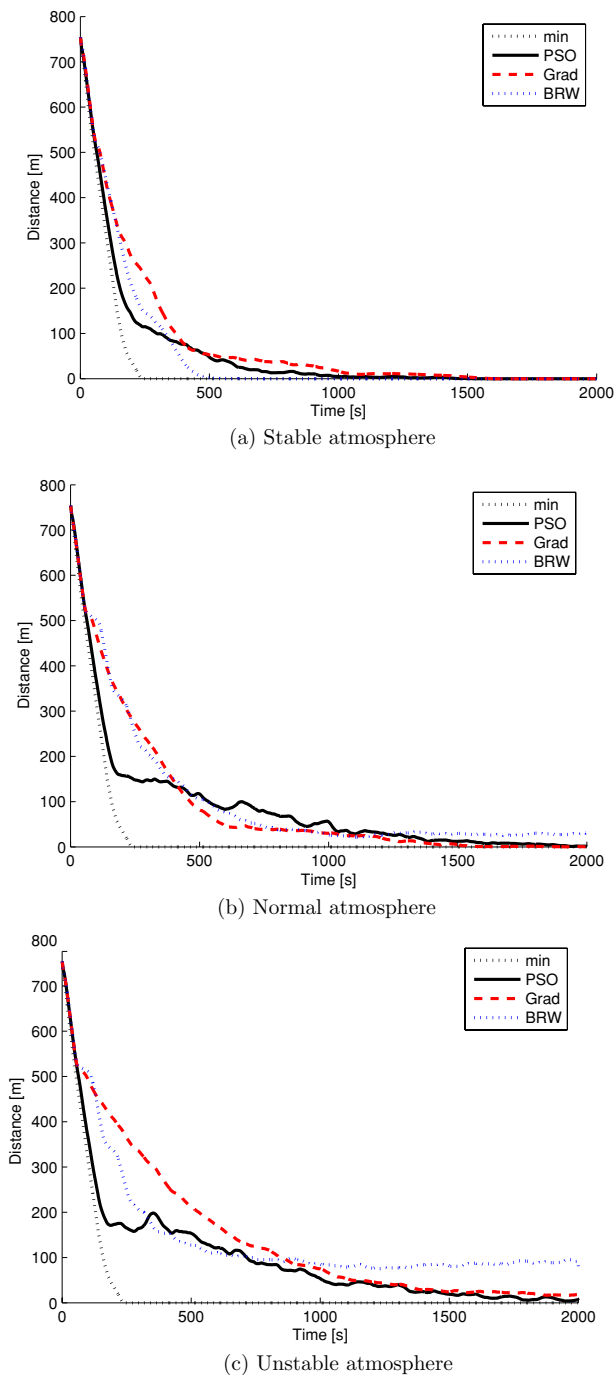 800
700
600
500
400
300
200
100
0
Distance [m]
min
PSO
Grad
BRW
0 500 1000 1500 2000
Time [s]
(a) Stable atmosphere
800
700
600
500
400
300
200
100
0
Distance [m]
min
PSO
Grad
BRW
0 500 1000 1500 2000
Time [s]
(b) Normal atmosphere
800
700
600
500
400
300
200
100
0
Distance [m]
min
PSO
Grad
BRW
0 500 1000 1500 2000
Time [s]
(c) Unstable atmosphere